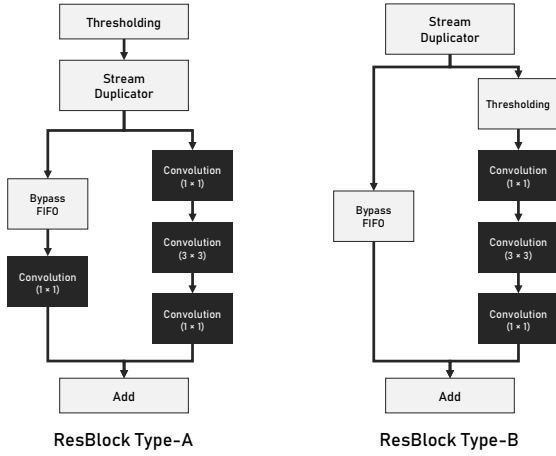 Thresholding
Stream
Duplicator
Bypass
FIFO
Convolution
(1 × 1)
Convolution
(1 × 1)
Convolution
(3 × 3)
Convolution
(1 × 1)
Add
ResBlock Type-A
Stream
Duplicator
Thresholding
Bypass
FIFO
Convolution
(1 × 1)
Convolution
(3 × 3)
Convolution
(1 × 1)
Add
ResBlock Type-B